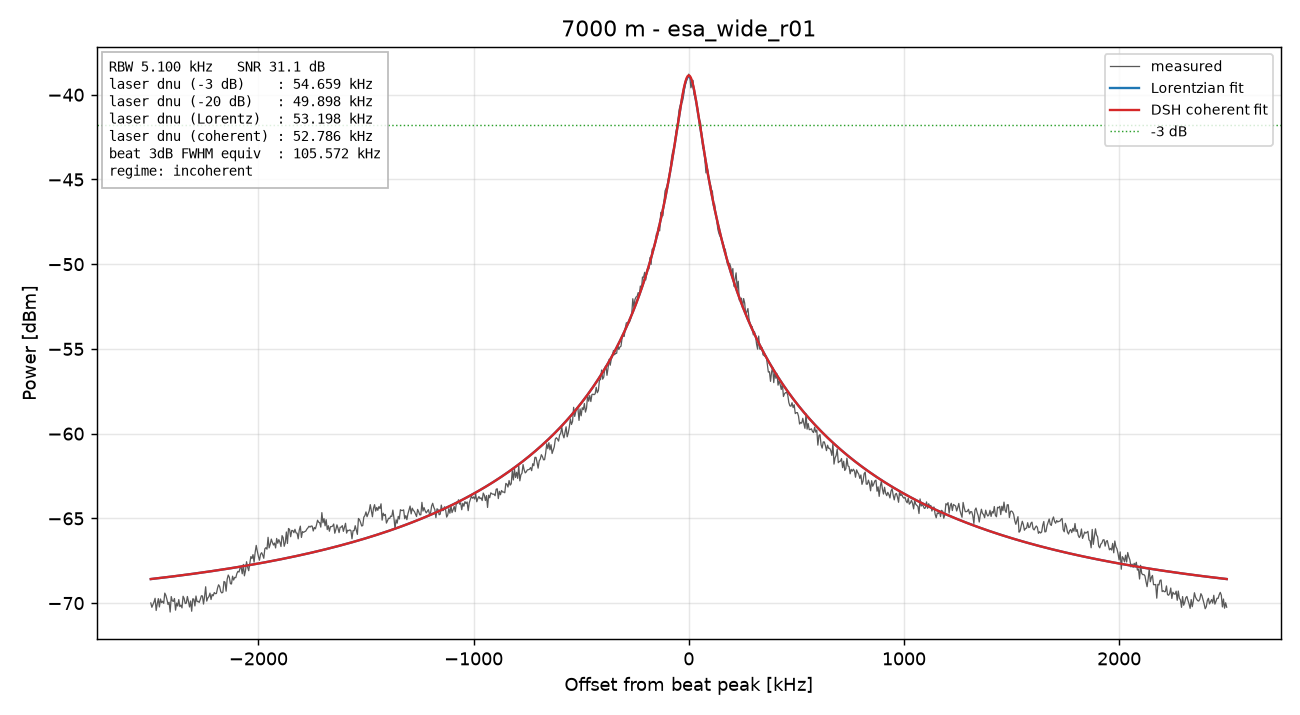 7000 m - esa_wide_r01
RBW 5.100 kHz   SNR 31.1 dB
laser dnu (-3 dB)    : 54.659 kHz
laser dnu (-20 dB)   : 49.898 kHz
laser dnu (Lorentz)  : 53.198 kHz
laser dnu (coherent) : 52.786 kHz
beat 3dB FWHM equiv  : 105.572 kHz
regime: incoherent
measured
Lorentzian fit
DSH coherent fit
-3 dB
Power [dBm]
−40
−45
−50
−55
−60
−65
−70
−2000
−1000
0
1000
2000
Offset from beat peak [kHz]